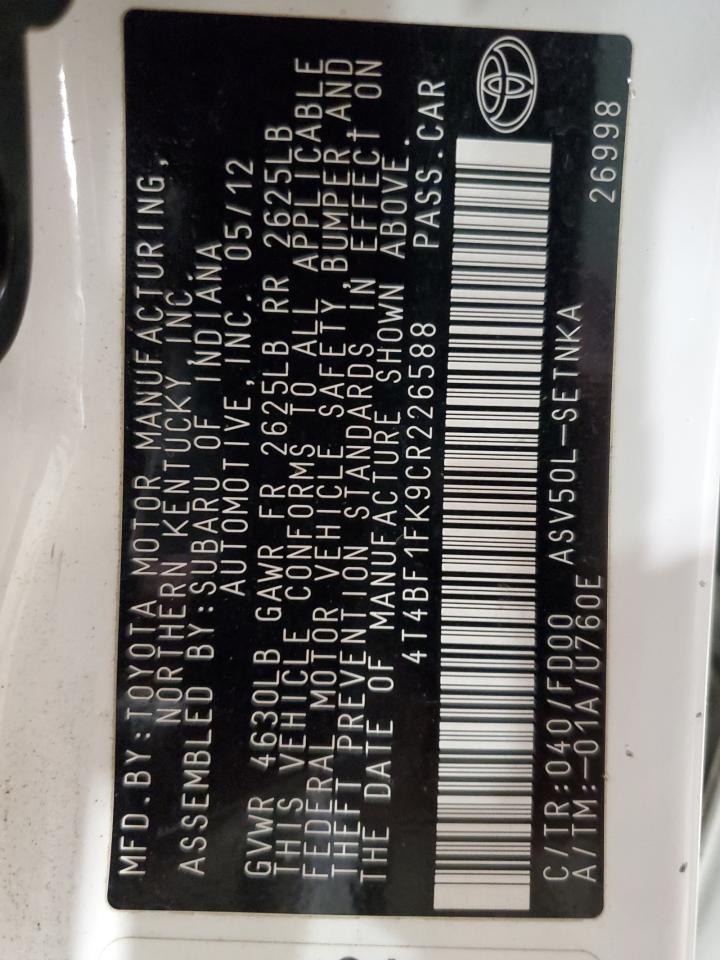 MFD.BY:TOYOTA MOTOR MANUFACTURING,
NORTHERN KENTUCKY INC.
ASSEMBLED BY:SUBARU OF INDIANA
AUTOMOTIVE, INC. 05/12
GVWR 4630LB GAWR FR 2625LB RR 2625LB
THIS VEHICLE CONFORMS TO ALL APPLICABLE
FEDERAL MOTOR VEHICLE SAFETY, BUMPER AND
THEFT PREVENTION STANDARDS IN EFFECT ON
THE DATE OF MANUFACTURE SHOWN ABOVE.
4T4BF1FK9CR226588 PASS.CAR
C/TR:040/FD00 ASV50L-SETNKA
A/TM:-01A/U760E 26998